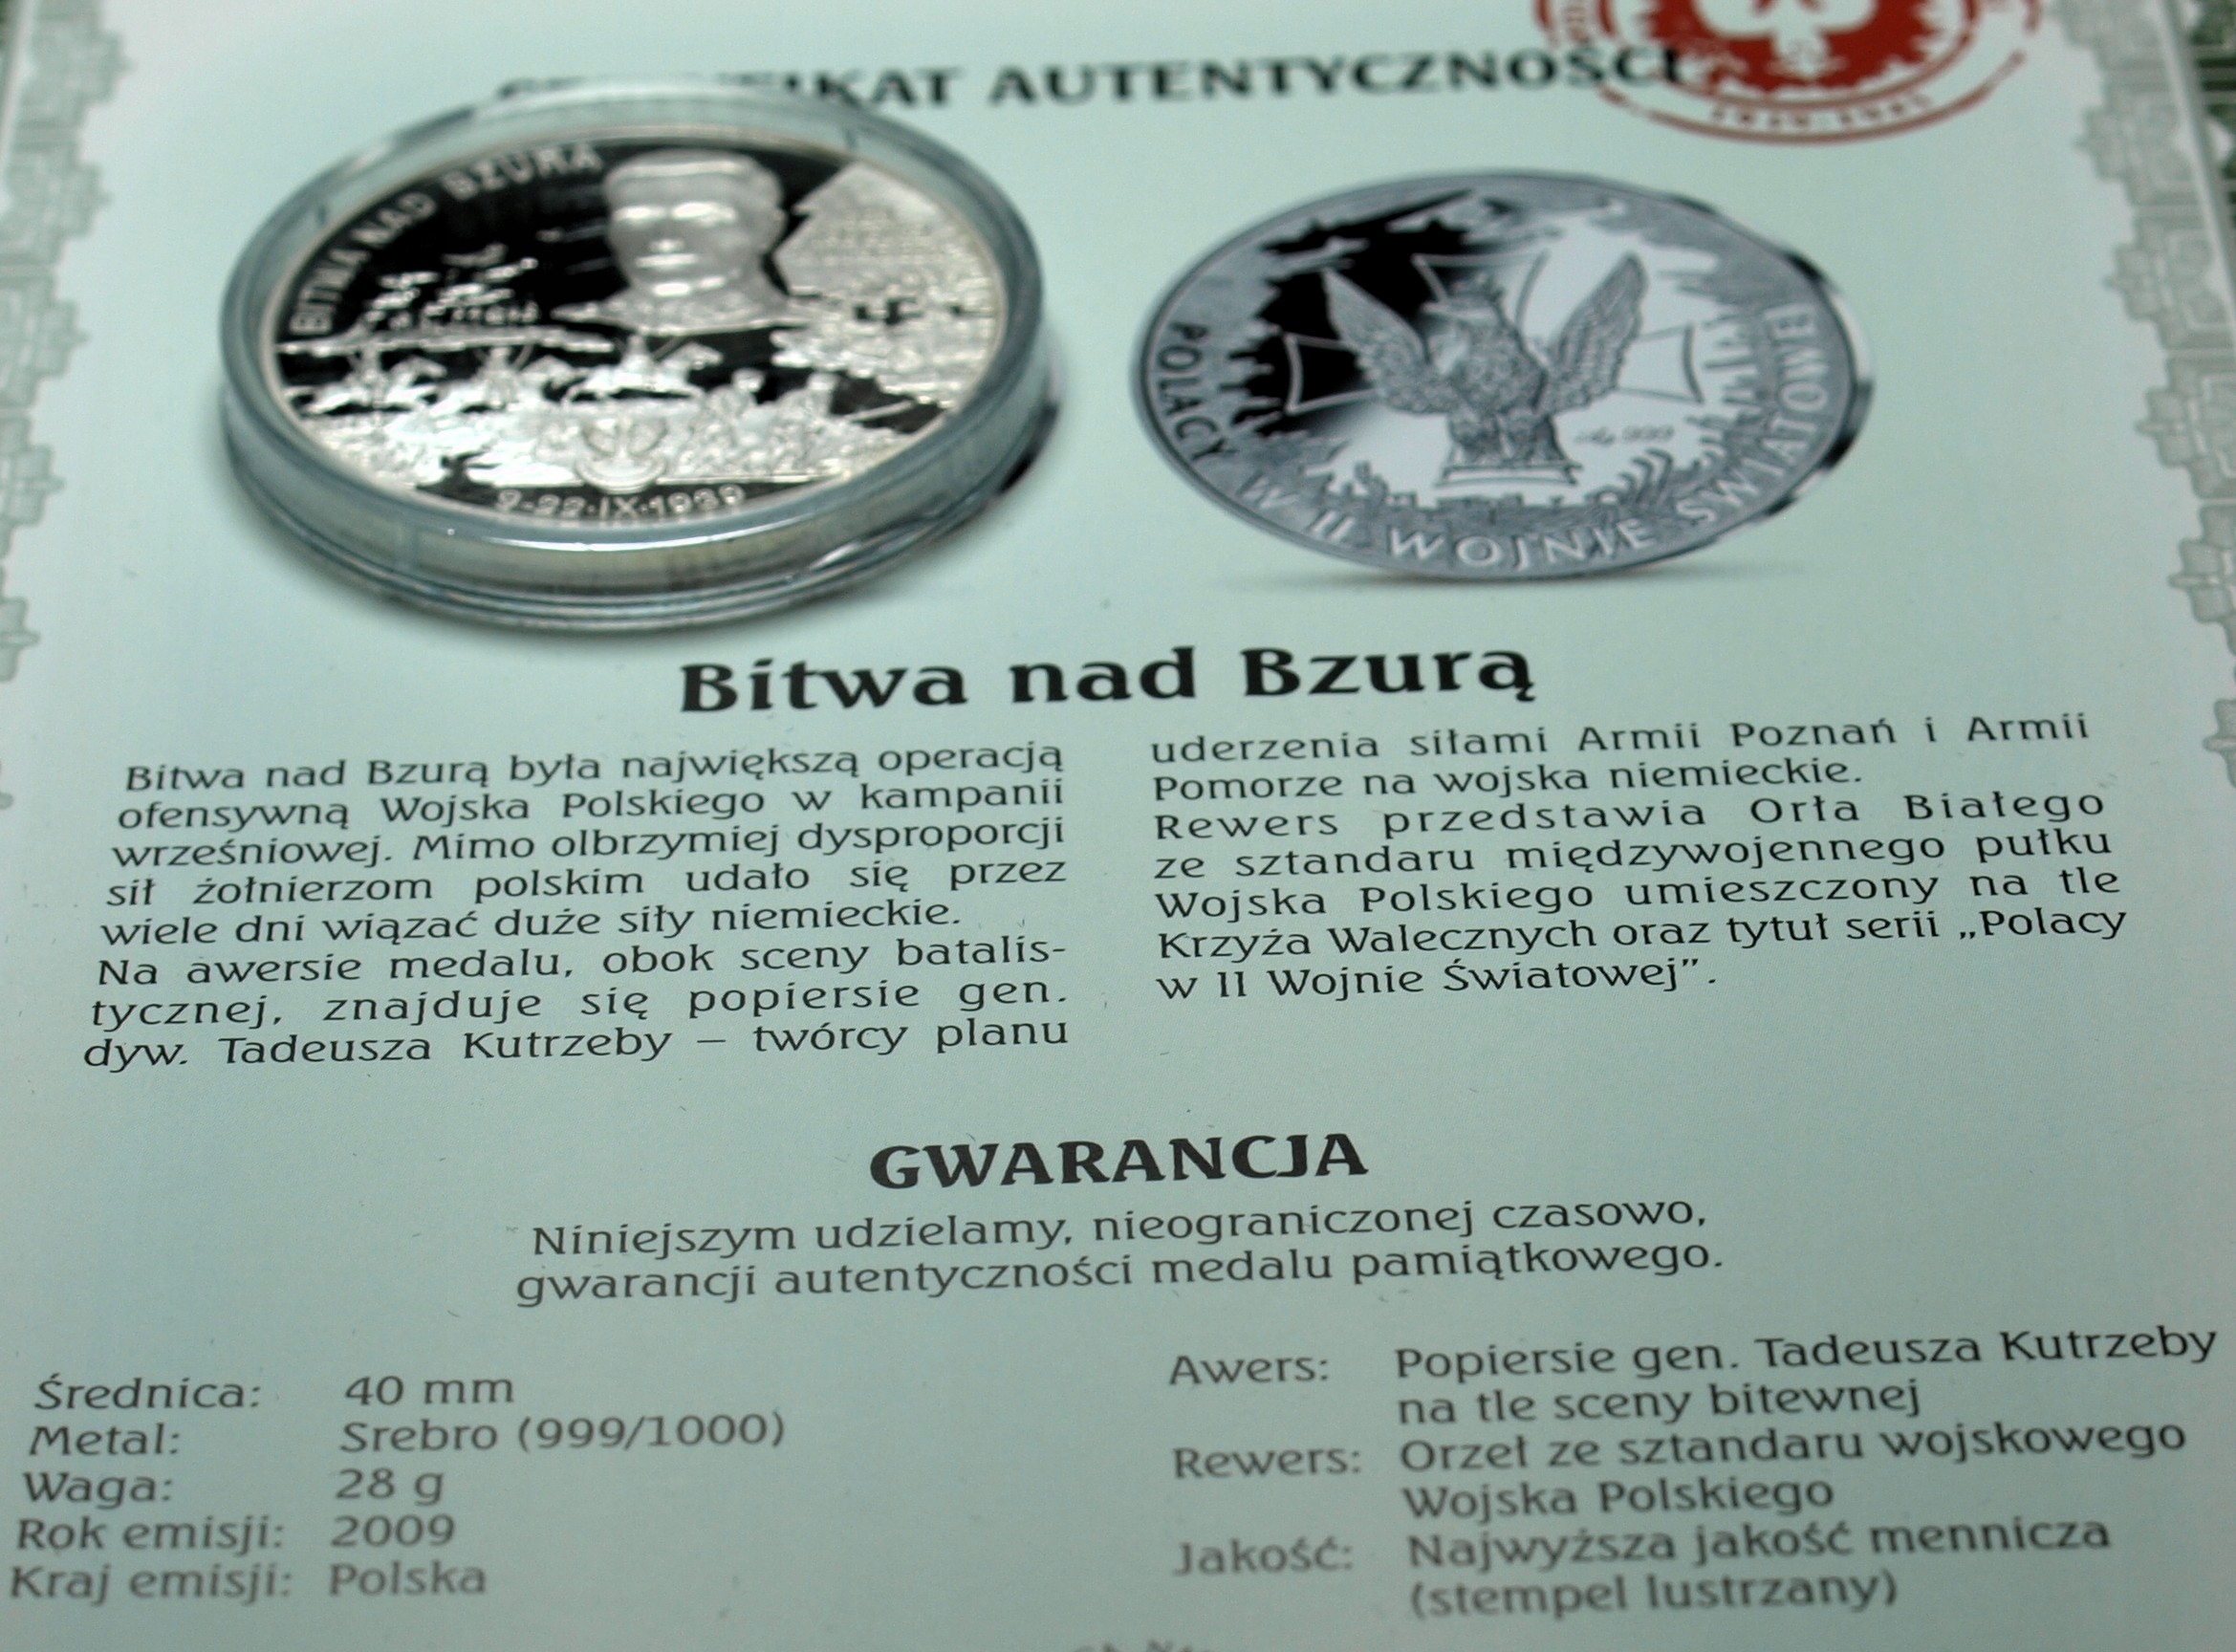 AUTENTYCZNOŚCI
BITWA NAD BZURĄ
9-22·IX·1939
POLACY W II WOJNIE ŚWIATOWEJ
Ag 999
Bitwa nad Bzurą
Bitwa nad Bzurą była największą operacją
ofensywną Wojska Polskiego w kampanii
wrześniowej. Mimo olbrzymiej dysproporcji
sił żołnierzom polskim udało się przez
wiele dni wiązać duże siły niemieckie.
Na awersie medalu, obok sceny batalis-
tycznej, znajduje się popiersie gen.
dyw. Tadeusza Kutrzeby – twórcy planu
uderzenia siłami Armii Poznań i Armii
Pomorze na wojska niemieckie.
Rewers przedstawia Orła Białego
ze sztandaru międzywojennego pułku
Wojska Polskiego umieszczony na tle
Krzyża Walecznych oraz tytuł serii „Polacy
w II Wojnie Światowej”.
GWARANCJA
Niniejszym udzielamy, nieograniczonej czasowo,
gwarancji autentyczności medalu pamiątkowego.
Średnica: 40 mm
Metal: Srebro (999/1000)
Waga: 28 g
Rok emisji: 2009
Kraj emisji: Polska
Awers: Popiersie gen. Tadeusza Kutrzeby
na tle sceny bitewnej
Rewers: Orzeł ze sztandaru wojskowego
Wojska Polskiego
Jakość: Najwyższa jakość mennicza
(stempel lustrzany)